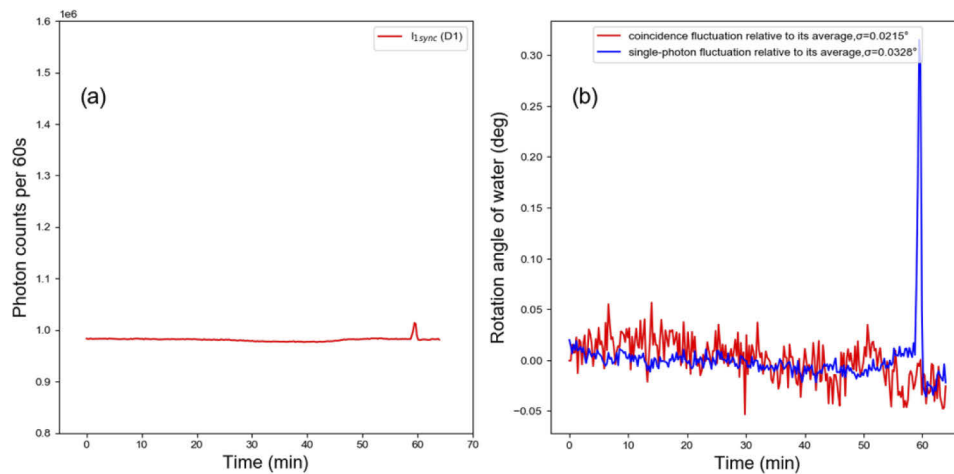 1e6
1.6
1.5
1.4
1.3
1.2
1.1
1.0
0.9
0.8
Photon counts per 60s
(a)
I1sync (D1)
0 10 20 30 40 50 60 70
Time (min)
0.30
0.25
0.20
0.15
0.10
0.05
0.00
−0.05
Rotation angle of water (deg)
coincidence fluctuation relative to its average,σ=0.0215°
single-photon fluctuation relative to its average,σ=0.0328°
(b)
0 10 20 30 40 50 60
Time (min)